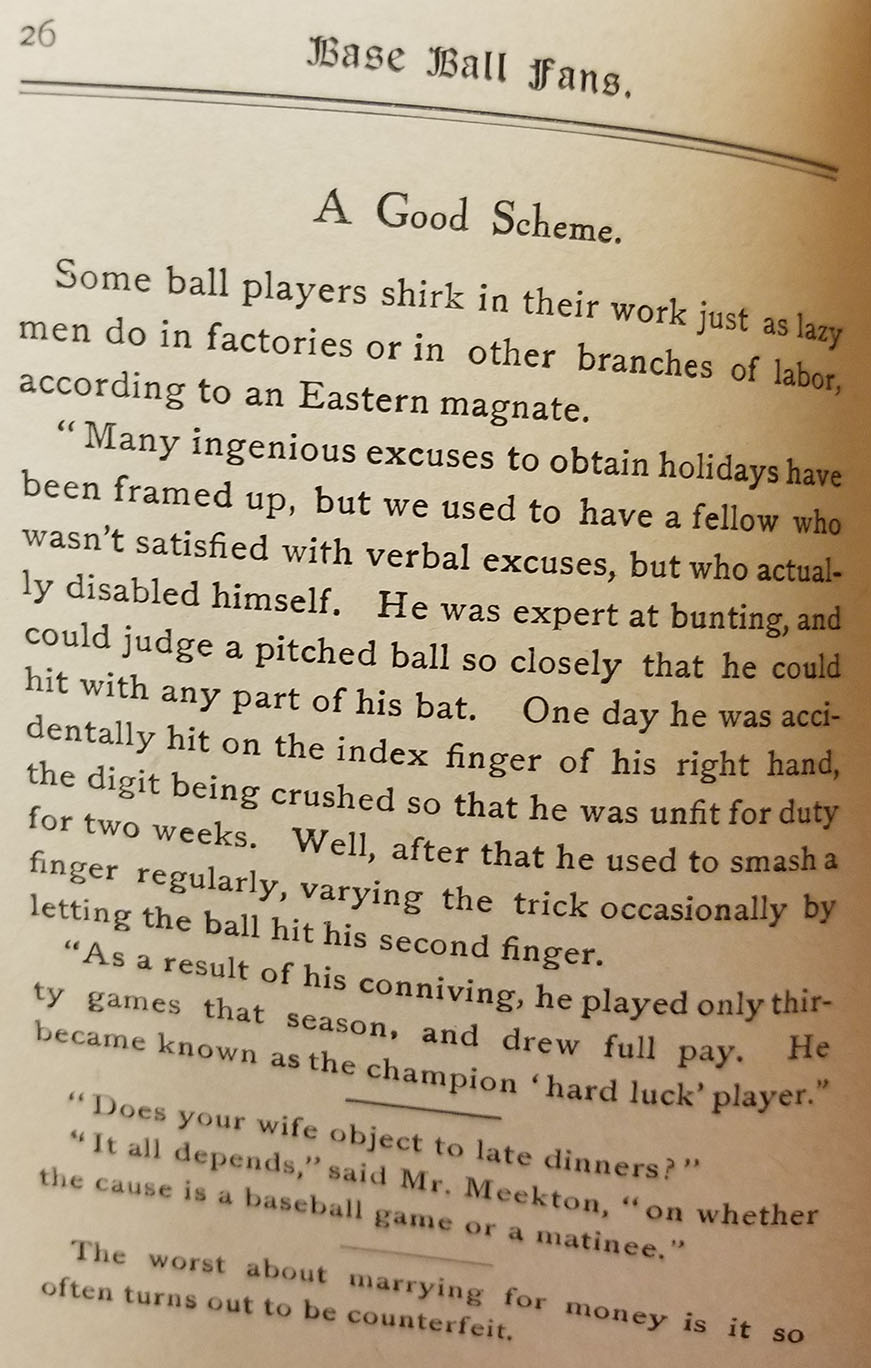 26
Base Ball Fans.
A Good Scheme.
Some ball players shirk in their work just as lazy
men do in factories or in other branches of labor,
according to an Eastern magnate.
“Many ingenious excuses to obtain holidays have
been framed up, but we used to have a fellow who
wasn't satisfied with verbal excuses, but who actual-
ly disabled himself. He was expert at bunting, and
could judge a pitched ball so closely that he could
hit with any part of his bat. One day he was acci-
dentally hit on the index finger of his right hand,
the digit being crushed so that he was unfit for duty
for two weeks. Well, after that he used to smash a
finger regularly, varying the trick occasionally by
letting the ball hit his second finger.
“As a result of his conniving, he played only thir-
ty games that season, and drew full pay. He
became known as the champion ‘hard luck’ player.”
“Does your wife object to late dinners?”
“It all depends,” said Mr. Meekton, “on whether
the cause is a baseball game or a matinee.”
The worst about marrying for money is it so
often turns out to be counterfeit.